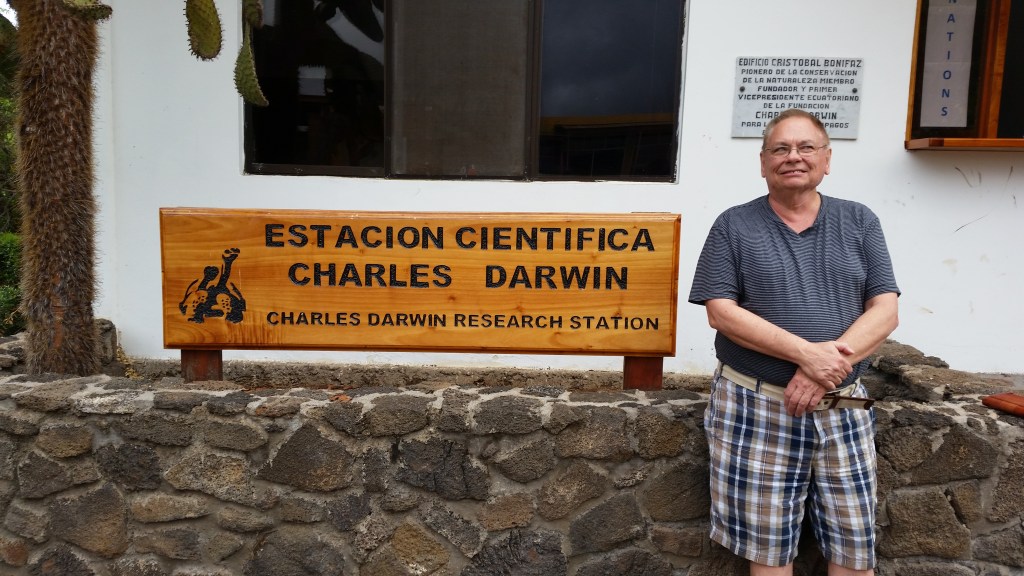 ESTACION CIENTIFICA
CHARLES DARWIN
CHARLES DARWIN RESEARCH STATION
EDIFICIO CRISTOBAL BONIFAZ
PIONERO DE LA CONSERVACION
DE LA NATURALEZA MIEMBRO
FUNDADOR Y PRIMER
VICEPRESIDENTE ECUATORIANO
DE LA FUNDACION
DARWIN
PARA
NATIONS